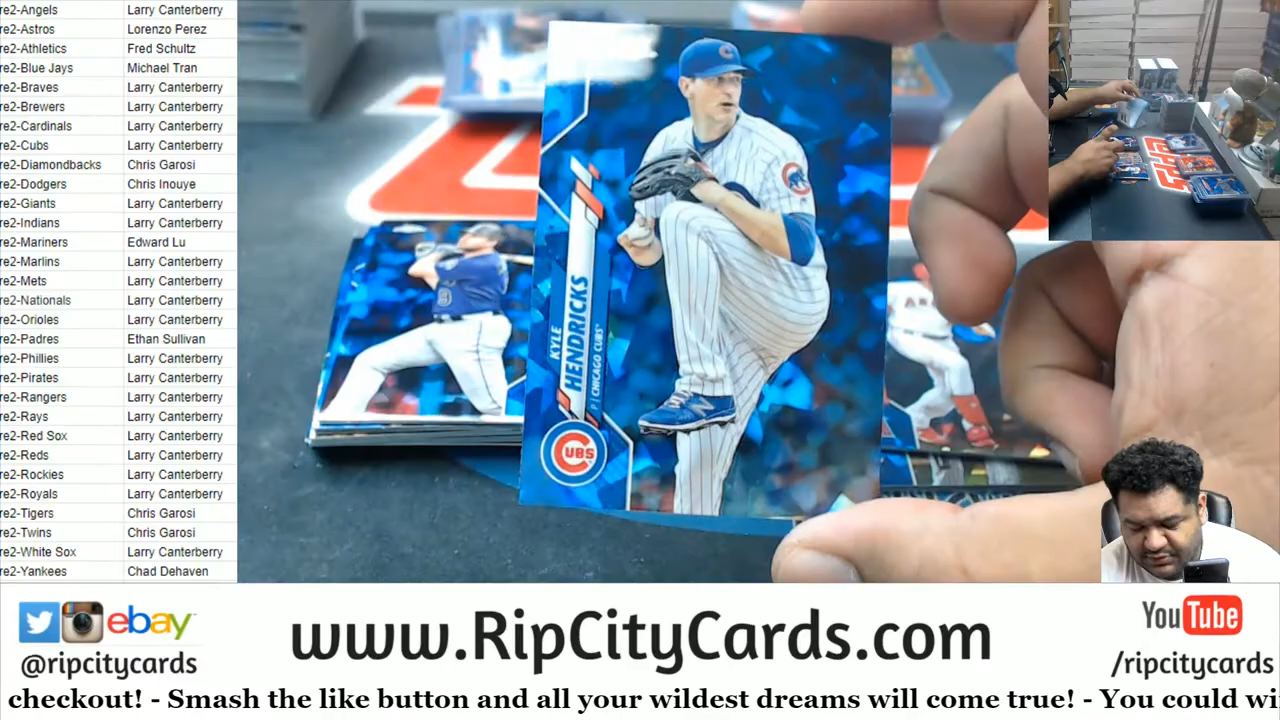 re2-Angels Larry Canterberry
re2-Astros Lorenzo Perez
re2-Athletics Fred Schultz
re2-Blue Jays Michael Tran
re2-Braves Larry Canterberry
re2-Brewers Larry Canterberry
re2-Cardinals Larry Canterberry
re2-Cubs Larry Canterberry
re2-Diamondbacks Chris Garosi
re2-Dodgers Chris Inouye
re2-Giants Larry Canterberry
re2-Indians Larry Canterberry
re2-Mariners Edward Lu
re2-Marlins Larry Canterberry
re2-Mets Larry Canterberry
re2-Nationals Larry Canterberry
re2-Orioles Larry Canterberry
re2-Padres Ethan Sullivan
re2-Phillies Larry Canterberry
re2-Pirates Larry Canterberry
re2-Rangers Larry Canterberry
re2-Rays Larry Canterberry
re2-Red Sox Larry Canterberry
re2-Reds Larry Canterberry
re2-Rockies Larry Canterberry
re2-Royals Larry Canterberry
re2-Tigers Chris Garosi
re2-Twins Chris Garosi
re2-White Sox Larry Canterberry
re2-Yankees Chad Dehaven
KYLE
HENDRICKS
P | CHICAGO CUBS
CUBS
ebay
@ripcitycards
www.RipCityCards.com
YouTube
/ripcitycards
checkout! - Smash the like button and all your wildest dreams will come true! - You could wi